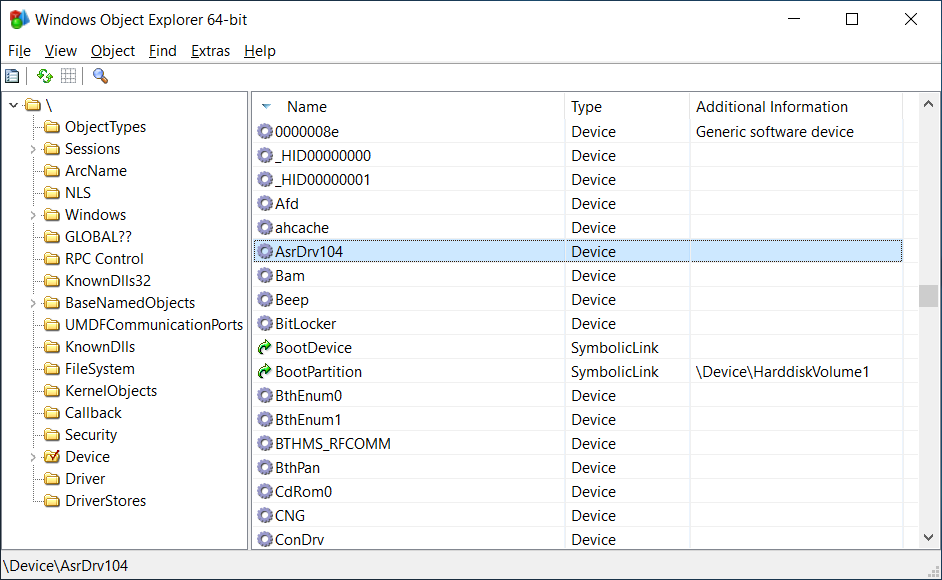 Windows Object Explorer 64-bit
File View Object Find Extras Help
\
ObjectTypes
Sessions
ArcName
NLS
Windows
GLOBAL??
RPC Control
KnownDlls32
BaseNamedObjects
UMDFCommunicationPorts
KnownDlls
FileSystem
KernelObjects
Callback
Security
Device
Driver
DriverStores
Name Type Additional Information
0000008e Device Generic software device
_HID00000000 Device
_HID00000001 Device
Afd Device
ahcache Device
AsrDrv104 Device
Bam Device
Beep Device
BitLocker Device
BootDevice SymbolicLink
BootPartition SymbolicLink \Device\HarddiskVolume1
BthEnum0 Device
BthEnum1 Device
BTHMS_RFCOMM Device
BthPan Device
CdRom0 Device
CNG Device
ConDrv Device
\Device\AsrDrv104